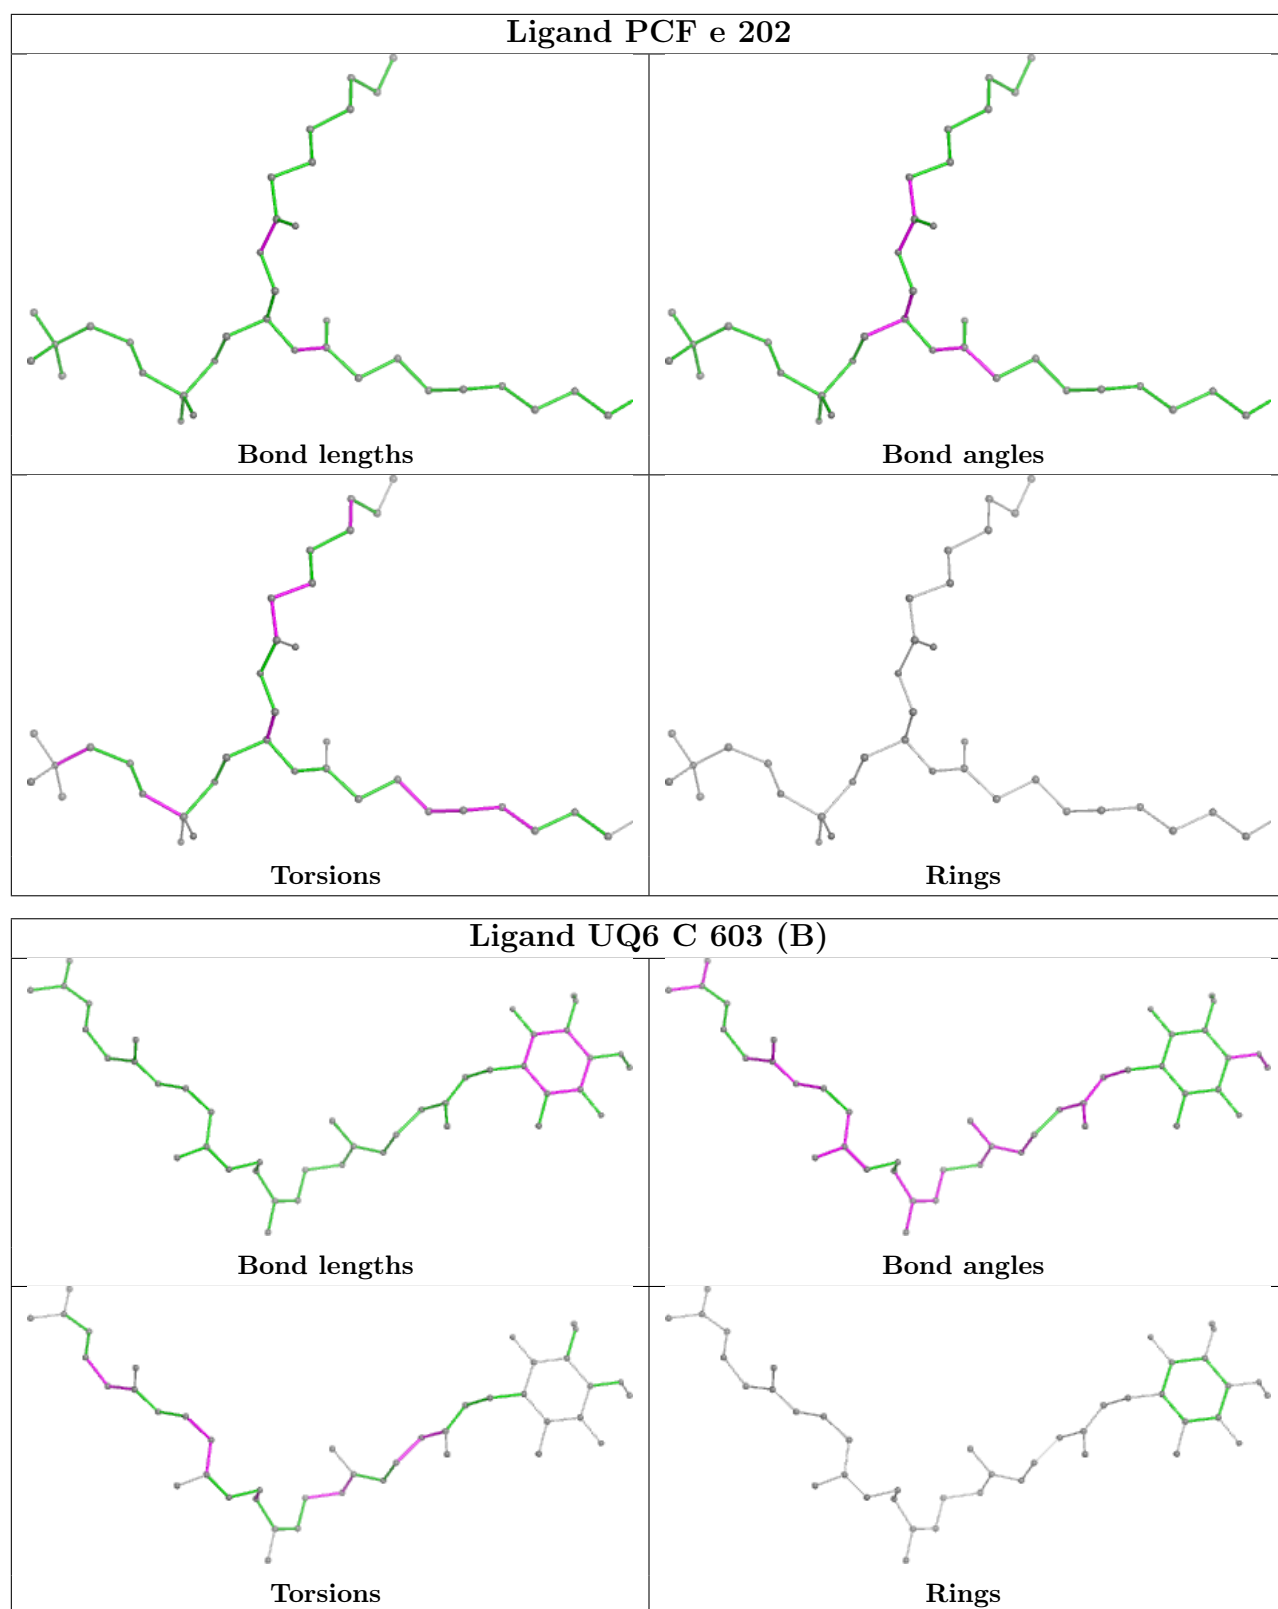 Ligand PCF e 202
Bond lengths
Bond angles
Torsions
Rings
Ligand UQ6 C 603 (B)
Bond lengths
Bond angles
Torsions
Rings